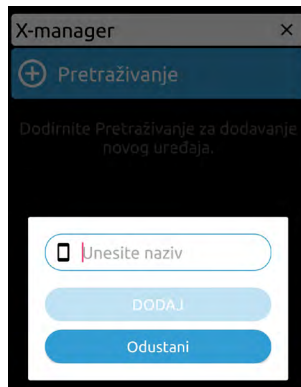 X-manager ×
Pretraživanje
Dodirnite Pretraživanje za dodavanje
novog uređaja.
Unesite naziv
DODAJ
Odustani